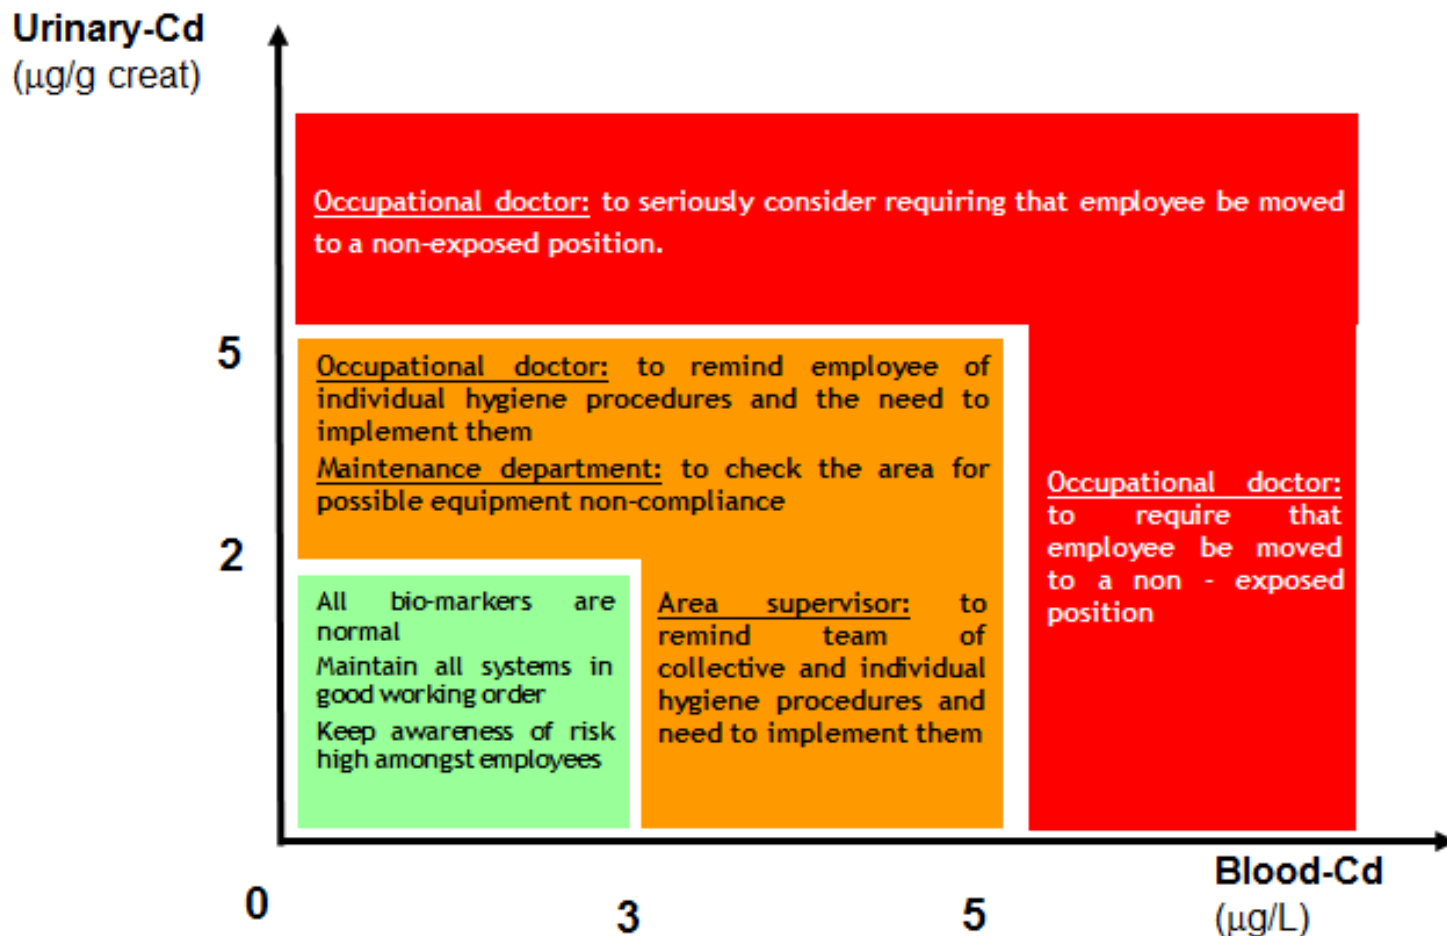 Urinary-Cd
(µg/g creat)
Occupational doctor: to seriously consider requiring that employee be moved
to a non-exposed position.
5
Occupational doctor: to remind employee of
individual hygiene procedures and the need to
implement them
Maintenance department: to check the area for
possible equipment non-compliance
Occupational doctor:
to require that
employee be moved
to a non - exposed
position
2
All bio-markers are
normal
Maintain all systems in
good working order
Keep awareness of risk
high amongst employees
Area supervisor: to
remind team of
collective and individual
hygiene procedures and
need to implement them
0
3
5
Blood-Cd
(µg/L)